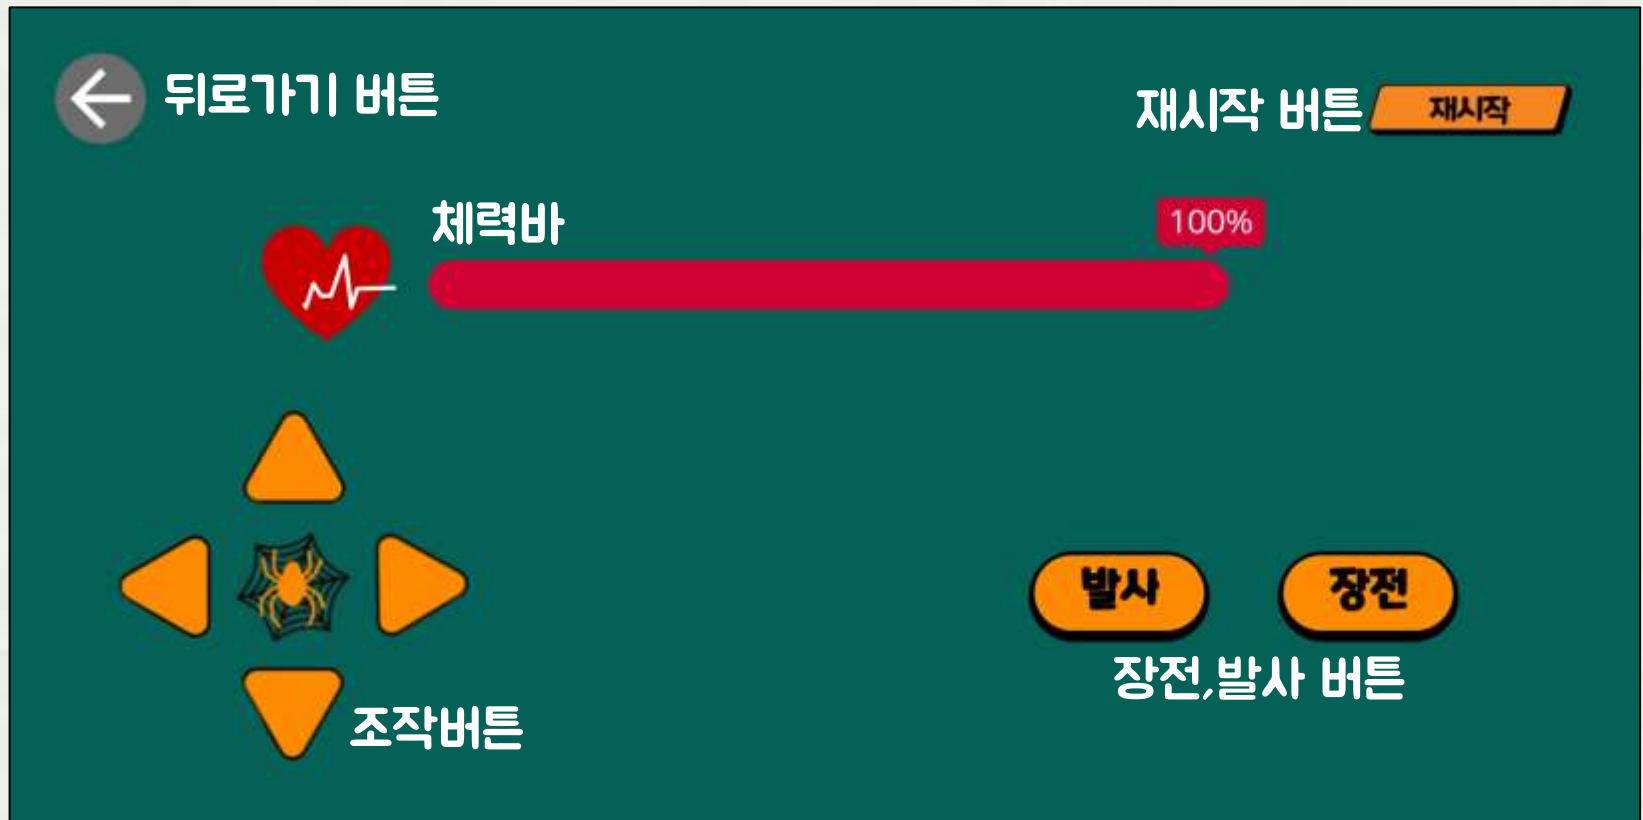 뒤로가기 버튼
재시작 버튼
재시작
체력바
100%
발사
장전
장전,발사 버튼
조작버튼